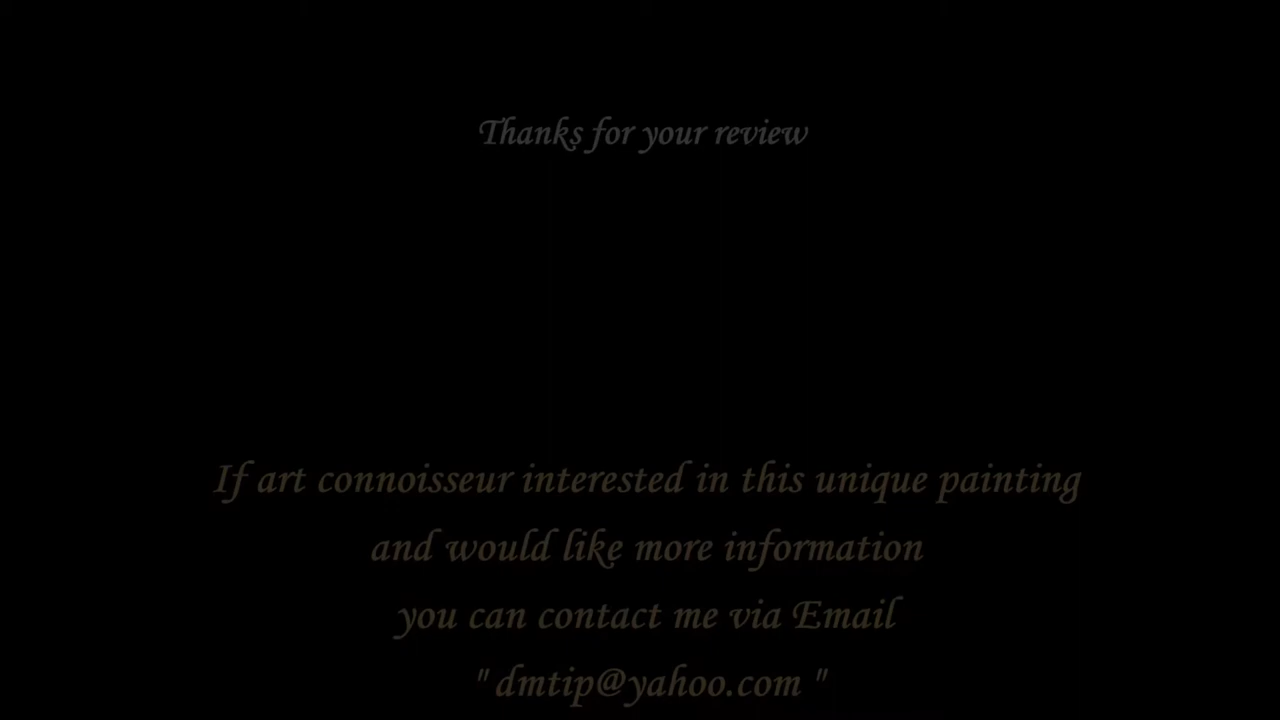 Thanks for your review
If art connoisseur interested in this unique painting
and would like more information
you can contact me via Email
" dmtip@yahoo.com "